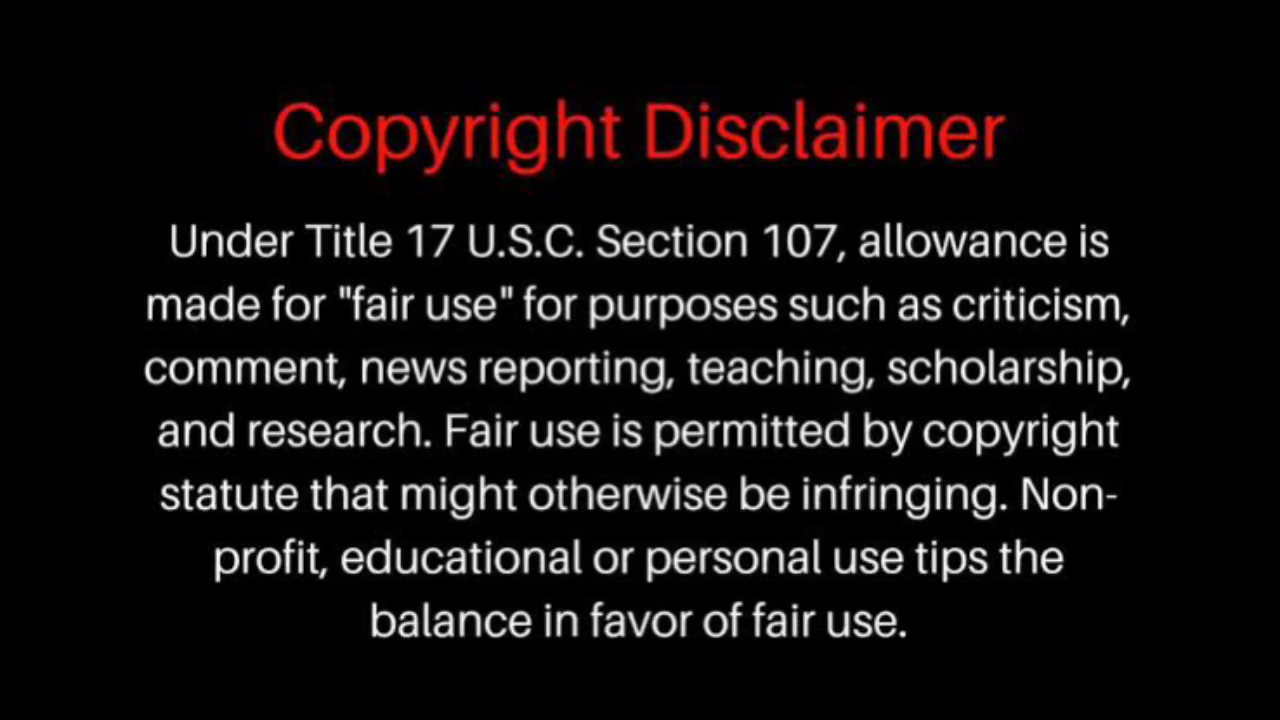 Copyright Disclaimer
Under Title 17 U.S.C. Section 107, allowance is
made for "fair use" for purposes such as criticism,
comment, news reporting, teaching, scholarship,
and research. Fair use is permitted by copyright
statute that might otherwise be infringing. Non-
profit, educational or personal use tips the
balance in favor of fair use.